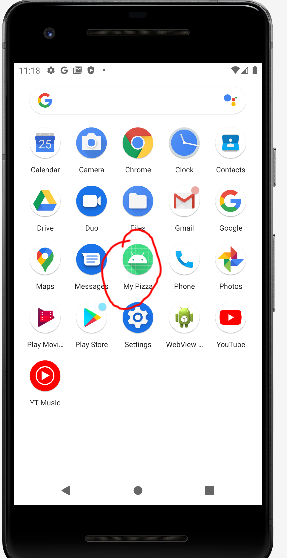 11:18
Calendar Camera Chrome Clock Contacts
Drive Duo Files Gmail Google
Maps Messages My Pizza Phone Photos
Play Movi... Play Store Settings WebView ... YouTube
YT Music